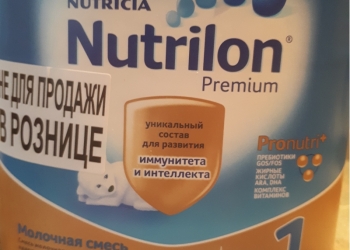 NUTRICIA
Nutrilon®
Premium
НЕ ДЛЯ ПРОДАЖИ
В РОЗНИЦЕ
уникальный
состав для
развития
иммунитета
и интеллекта
Pronutri+
ПРЕБИОТИКИ
GOS/FOS
ЖИРНЫЕ
КИСЛОТЫ
ARA, DHA
КОМПЛЕКС
ВИТАМИНОВ
Молочная смесь
1